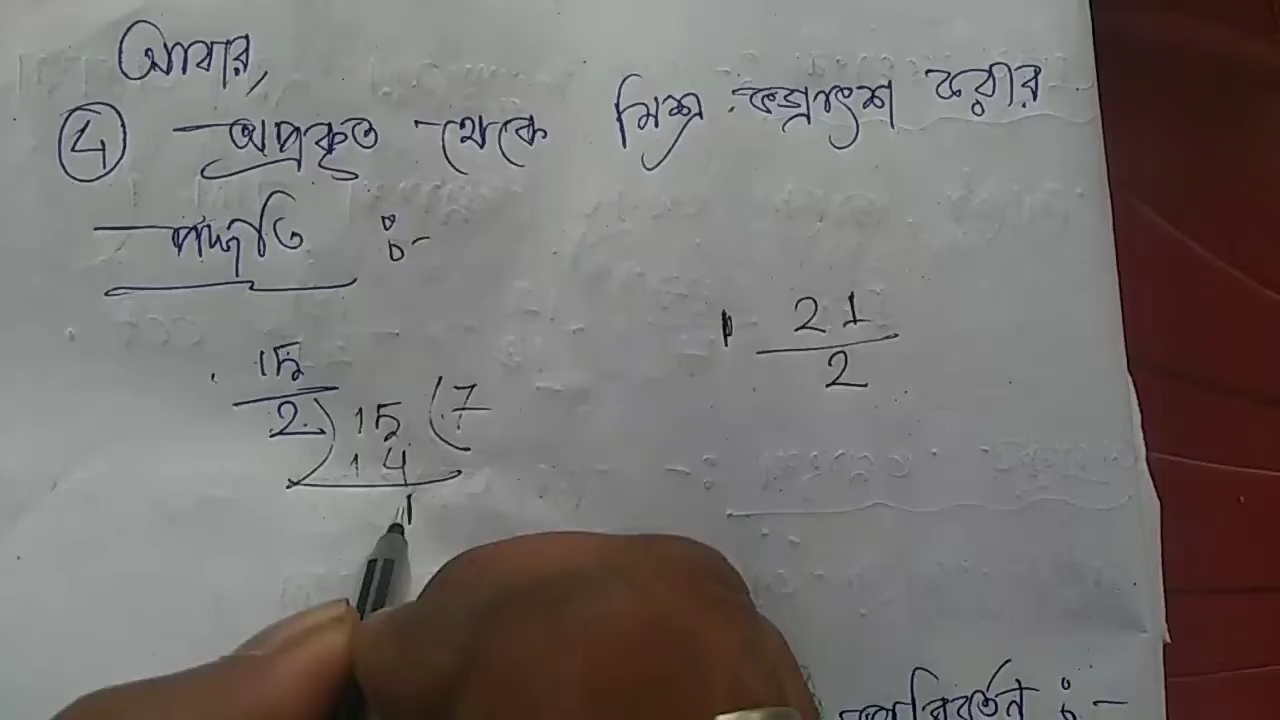 আবার,
④ অপ্রকৃত থেকে মিশ্র ভগ্নাংশ করার
পদ্ধতি :-
15
2) 15 (7
14
1
21
2
পরিবর্তন :-